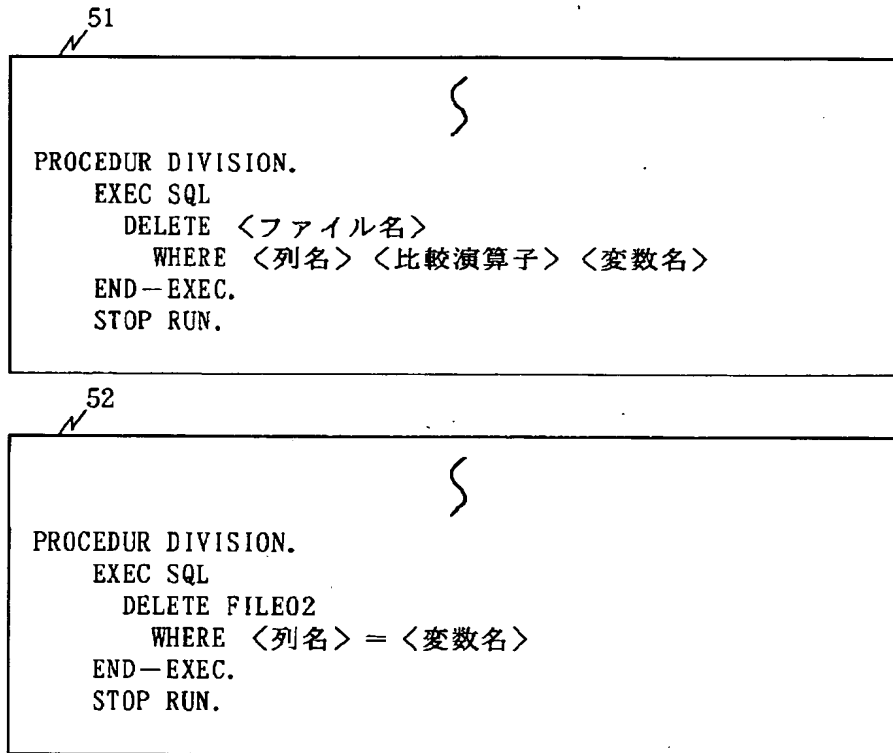 51
PROCEDUR DIVISION.
EXEC SQL
DELETE <ファイル名>
WHERE <列名> <比較演算子> <変数名>
END-EXEC.
STOP RUN.
52
PROCEDUR DIVISION.
EXEC SQL
DELETE FILE02
WHERE <列名> = <変数名>
END-EXEC.
STOP RUN.